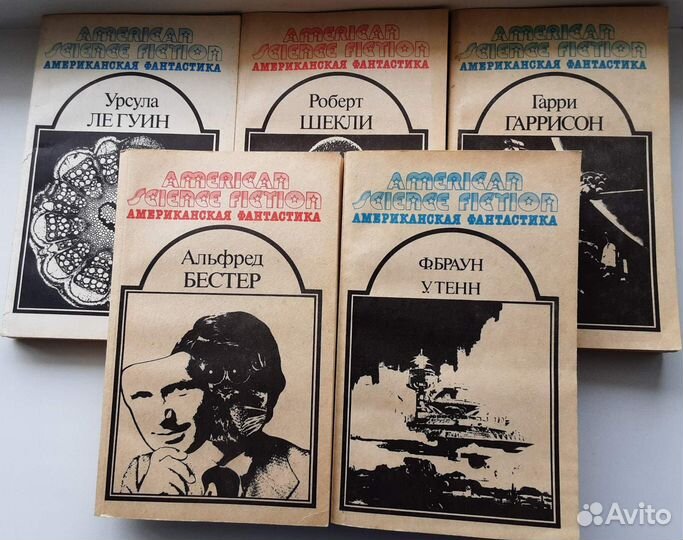 AMERICAN
SCIENCE FICTION
АМЕРИКАНСКАЯ ФАНТАСТИКА
Урсула
ЛЕ ГУИН
AMERICAN
SCIENCE FICTION
АМЕРИКАНСКАЯ ФАНТАСТИКА
Роберт
ШЕКЛИ
AMERICAN
SCIENCE FICTION
АМЕРИКАНСКАЯ ФАНТАСТИКА
Гарри
ГАРРИСОН
AMERICAN
SCIENCE FICTION
АМЕРИКАНСКАЯ ФАНТАСТИКА
Альфред
БЕСТЕР
AMERICAN
SCIENCE FICTION
АМЕРИКАНСКАЯ ФАНТАСТИКА
Ф.БРАУН
У.ТЕНН
Avito